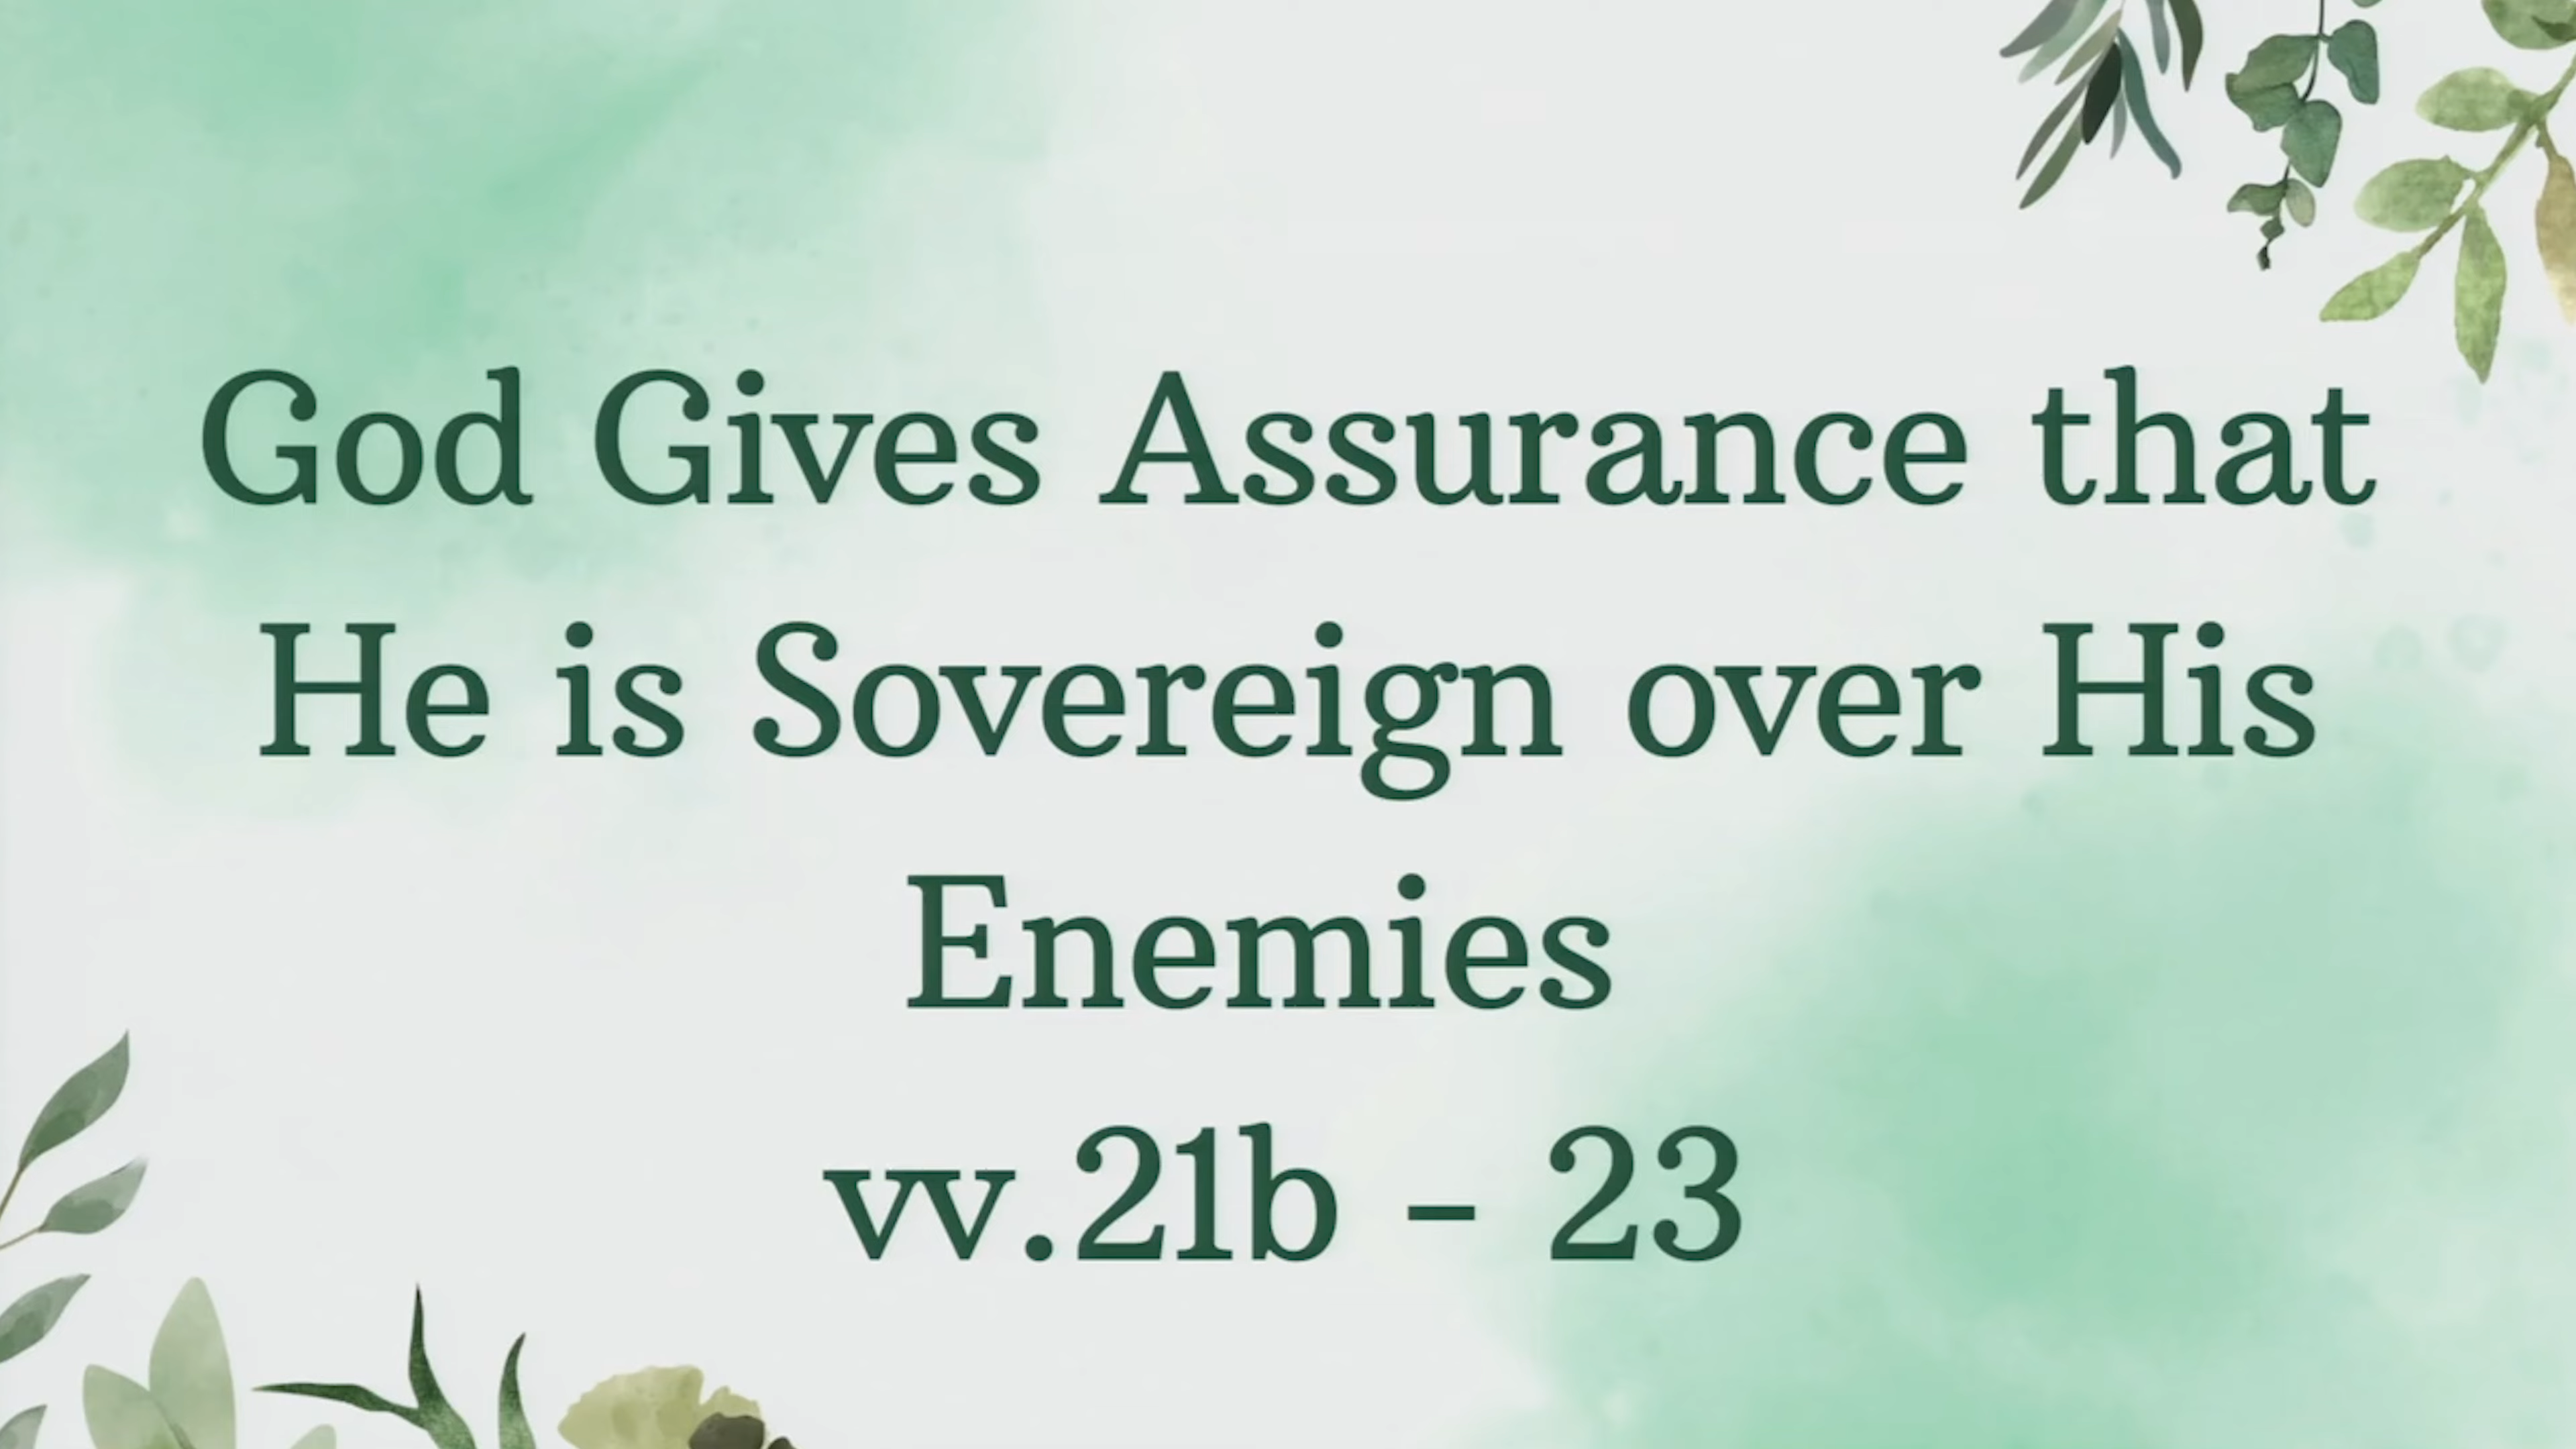 God Gives Assurance that
He is Sovereign over His
Enemies
vv.21b - 23